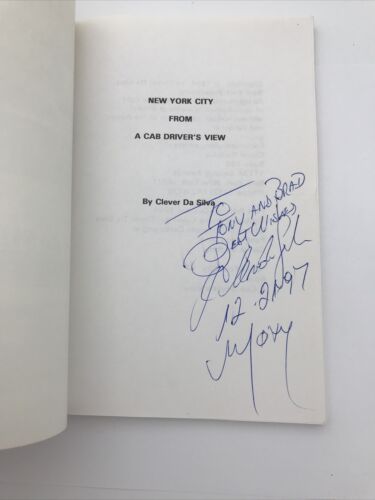 NEW YORK CITY
FROM
A CAB DRIVER'S VIEW
By Clever Da Silva
To
TONY AND BRAD
BEST WISHES
12.21.97